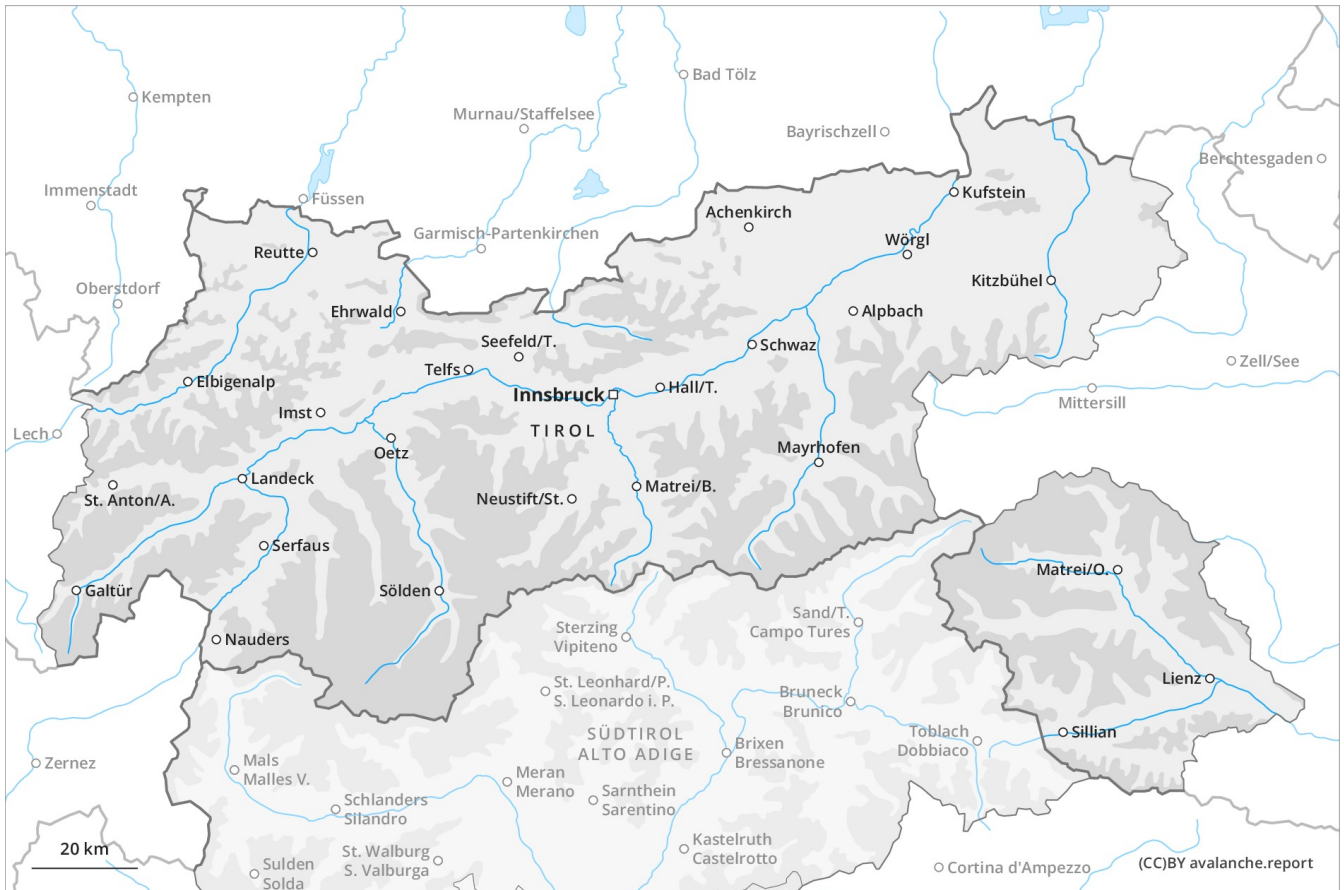 Bad Tölz
Kempten
Murnau/Staffelsee
Bayrischzell
Berchtesgaden
Immenstadt
Füssen
Kufstein
Achenkirch
Garmisch-Partenkirchen
Wörgl
Reutte
Kitzbühel
Oberstdorf
Ehrwald
Alpbach
Seefeld/T.
Schwaz
Zell/See
Telfs
Elbigenalp
Innsbruck
Hall/T.
Mittersill
Imst
TIROL
Lech
Oetz
Mayrhofen
Landeck
St. Anton/A.
Neustift/St.
Matrei/B.
Serfaus
Matrei/O.
Galtür
Sölden
Sand/T.
Campo Tures
Sterzing
Vipiteno
Nauders
Lienz
St. Leonhard/P.
S. Leonardo i. P.
Bruneck
Brunico
SÜDTIROL
ALTO ADIGE
Toblach
Dobbiaco
Sillian
Brixen
Bressanone
Zernez
Mals
Malles V.
Meran
Merano
Sarnthein
Sarentino
Schlanders
Silandro
Kastelruth
Castelrotto
20 km
St. Walburg
S. Valburga
Sulden
Solda
Cortina d'Ampezzo
(CC)BY avalanche.report